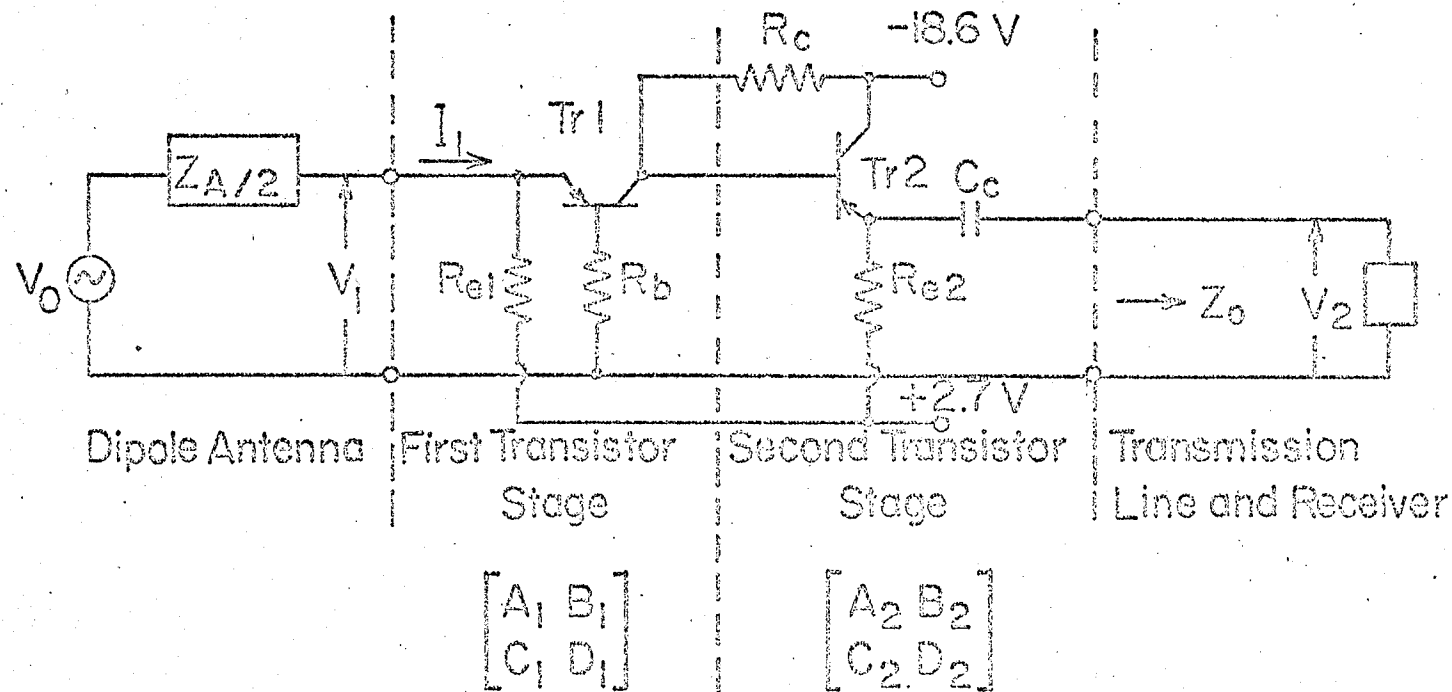 Rc
-18.6 V
Tr1
I1
ZA/2
Tr2
Cc
V0
V1
Re1
Rb
Re2
Z0
V2
+2.7 V
Dipole Antenna
First Transistor
Stage
Second Transistor
Stage
Transmission
Line and Receiver
A1 B1
C1 D1
A2 B2
C2 D2